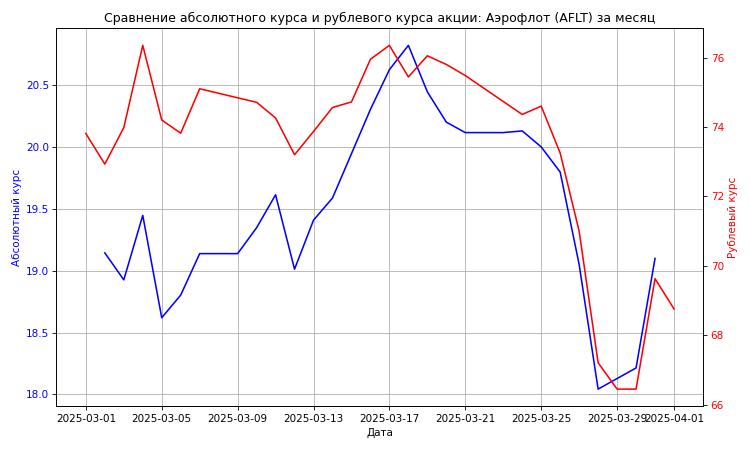 Сравнение абсолютного курса и рублевого курса акции: Аэрофлот (AFLT) за месяц
Абсолютный курс
20.5
20.0
19.5
19.0
18.5
18.0
76
74
72
70
68
66
Рублевый курс
2025-03-01 2025-03-05 2025-03-09 2025-03-13 2025-03-17 2025-03-21 2025-03-25 2025-03-29 2025-04-01
Дата